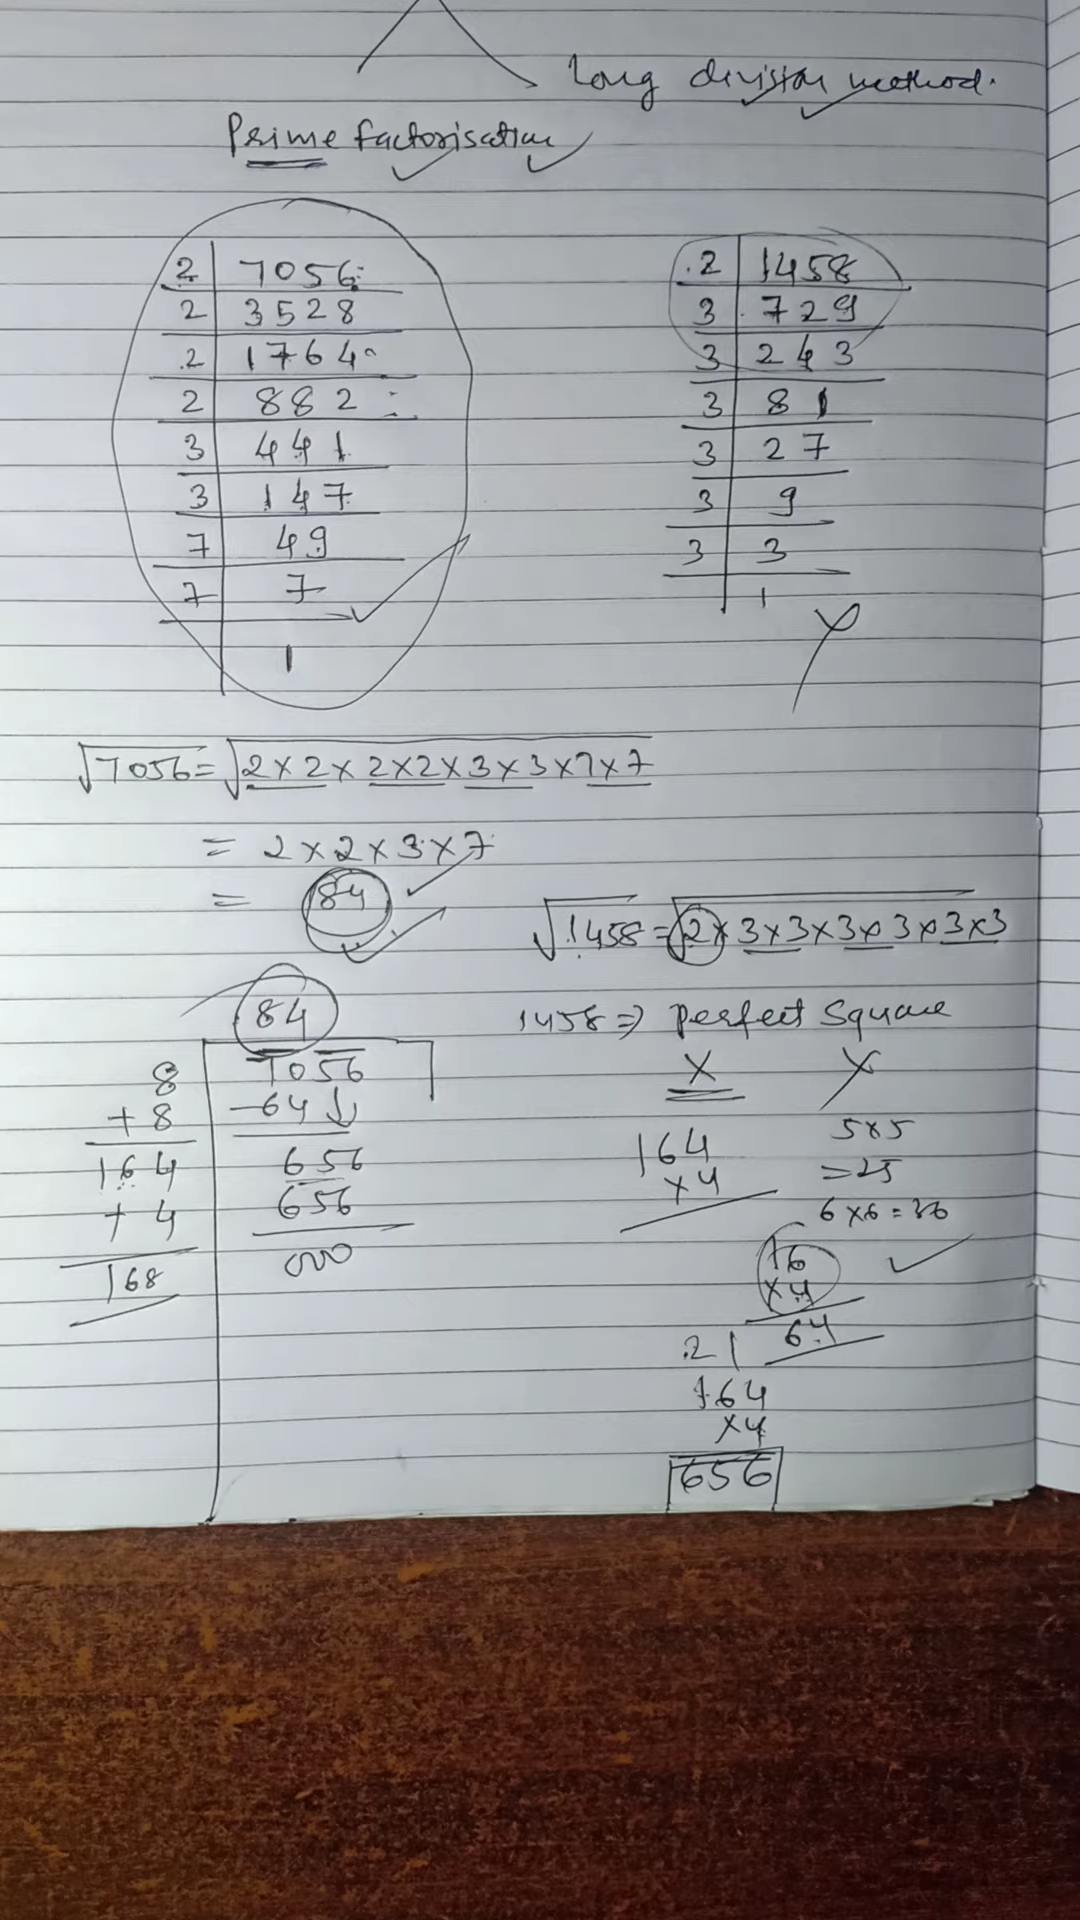 Long division method.
Prime factorisation
2 | 7056
2 | 3528
2 | 1764
2 | 882
3 | 441
3 | 147
7 | 49
7 | 7
1
2 | 1458
3 | 729
3 | 243
3 | 81
3 | 27
3 | 9
3 | 3
1
√7056 = √2×2×2×2×3×3×7×7
= 2×2×3×7
= 84
√1458 = √2×3×3×3×3×3×3
1458 ⇒ perfect square
X X
84
8 | 7056
+8 | -64↓
164 | 656
+4 | 656
168 | 000
164
×4
5×5
=25
6×6=36
16
×4
64
21
164
×4
656